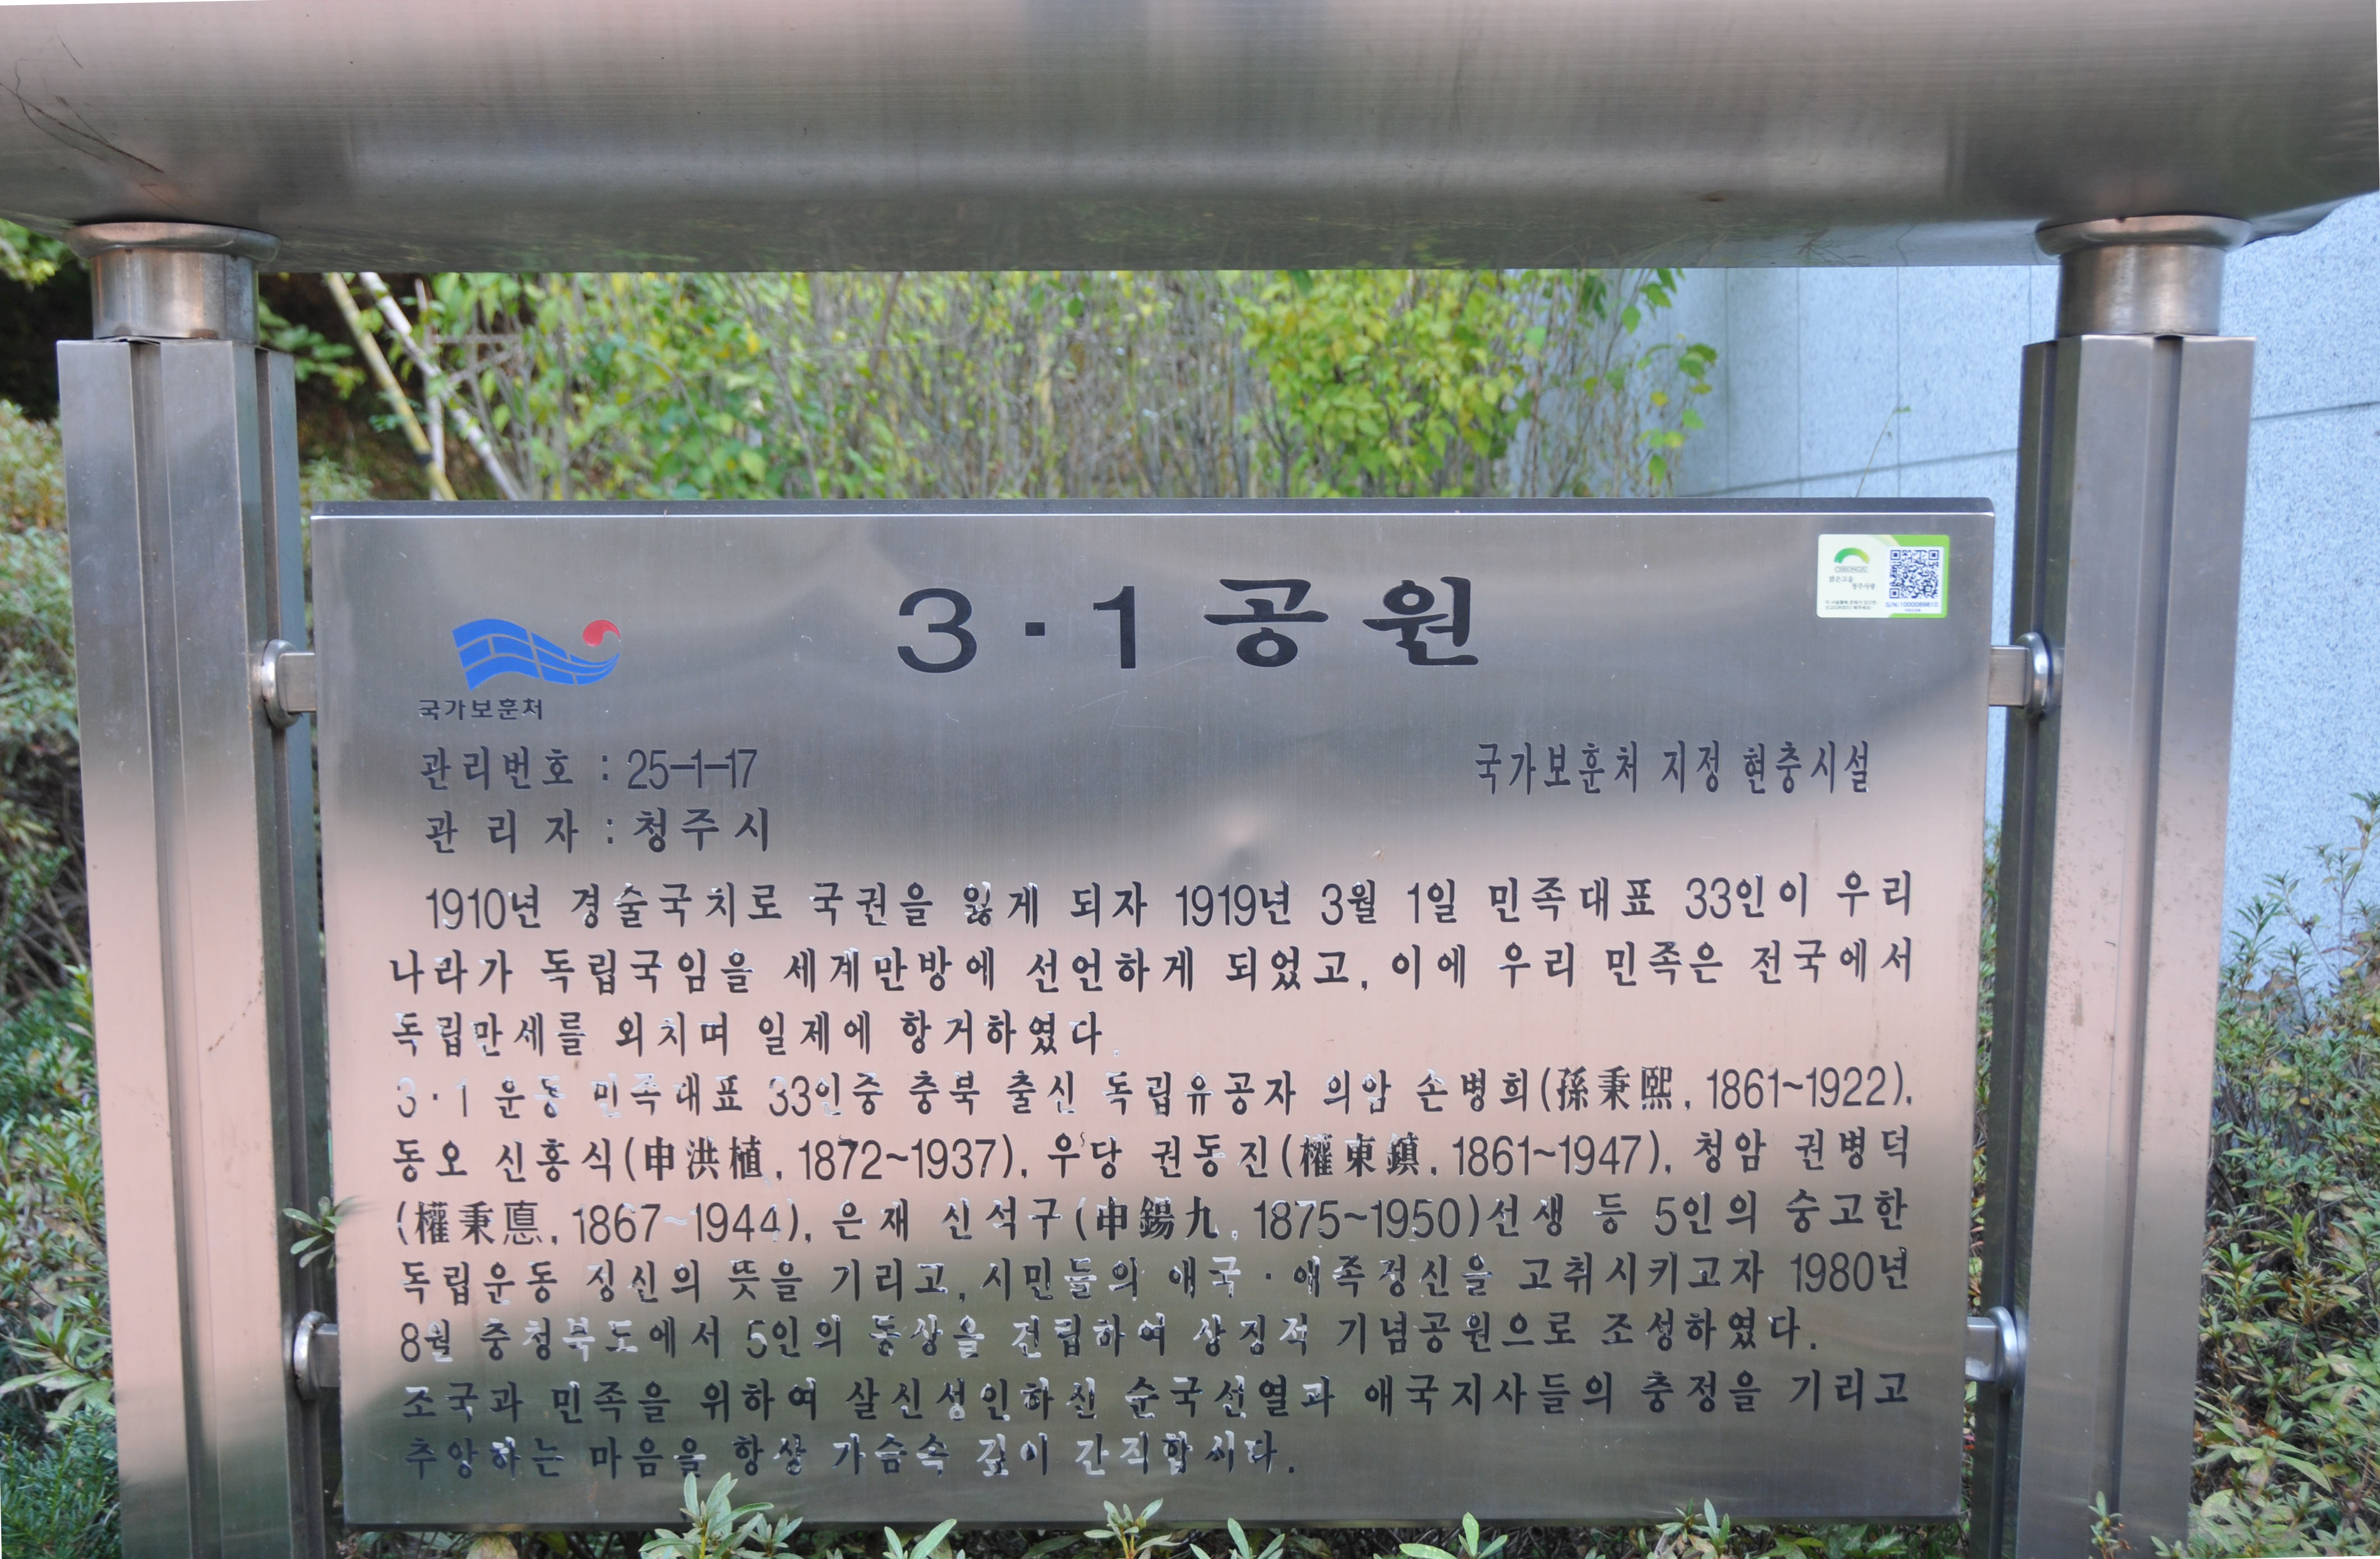 3·1공원
국가보훈처
관리번호 : 25-1-17
국가보훈처 지정 현충시설
관 리 자 : 청주시
1910년 경술국치로 국권을 잃게 되자 1919년 3월 1일 민족대표 33인이 우리
나라가 독립국임을 세계만방에 선언하게 되었고, 이에 우리 민족은 전국에서
독립만세를 외치며 일제에 항거하였다.
3·1 운동 민족대표 33인중 충북 출신 독립유공자 의암 손병희(孫秉熙, 1861~1922),
동오 신홍식(申洪植, 1872~1937), 우당 권동진(權東鎮, 1861~1947), 청암 권병덕
(權秉悳, 1867~1944), 은재 신석구(申錫九, 1875~1950)선생 등 5인의 숭고한
독립운동 정신의 뜻을 기리고, 시민들의 애국·애족정신을 고취시키고자 1980년
8월 충청북도에서 5인의 동상을 건립하여 상징적 기념공원으로 조성하였다.
조국과 민족을 위하여 살신성인하신 순국선열과 애국지사들의 충정을 기리고
추앙하는 마음을 항상 가슴속 깊이 간직합시다.
CHEONGJU
맑은고을
청주사랑